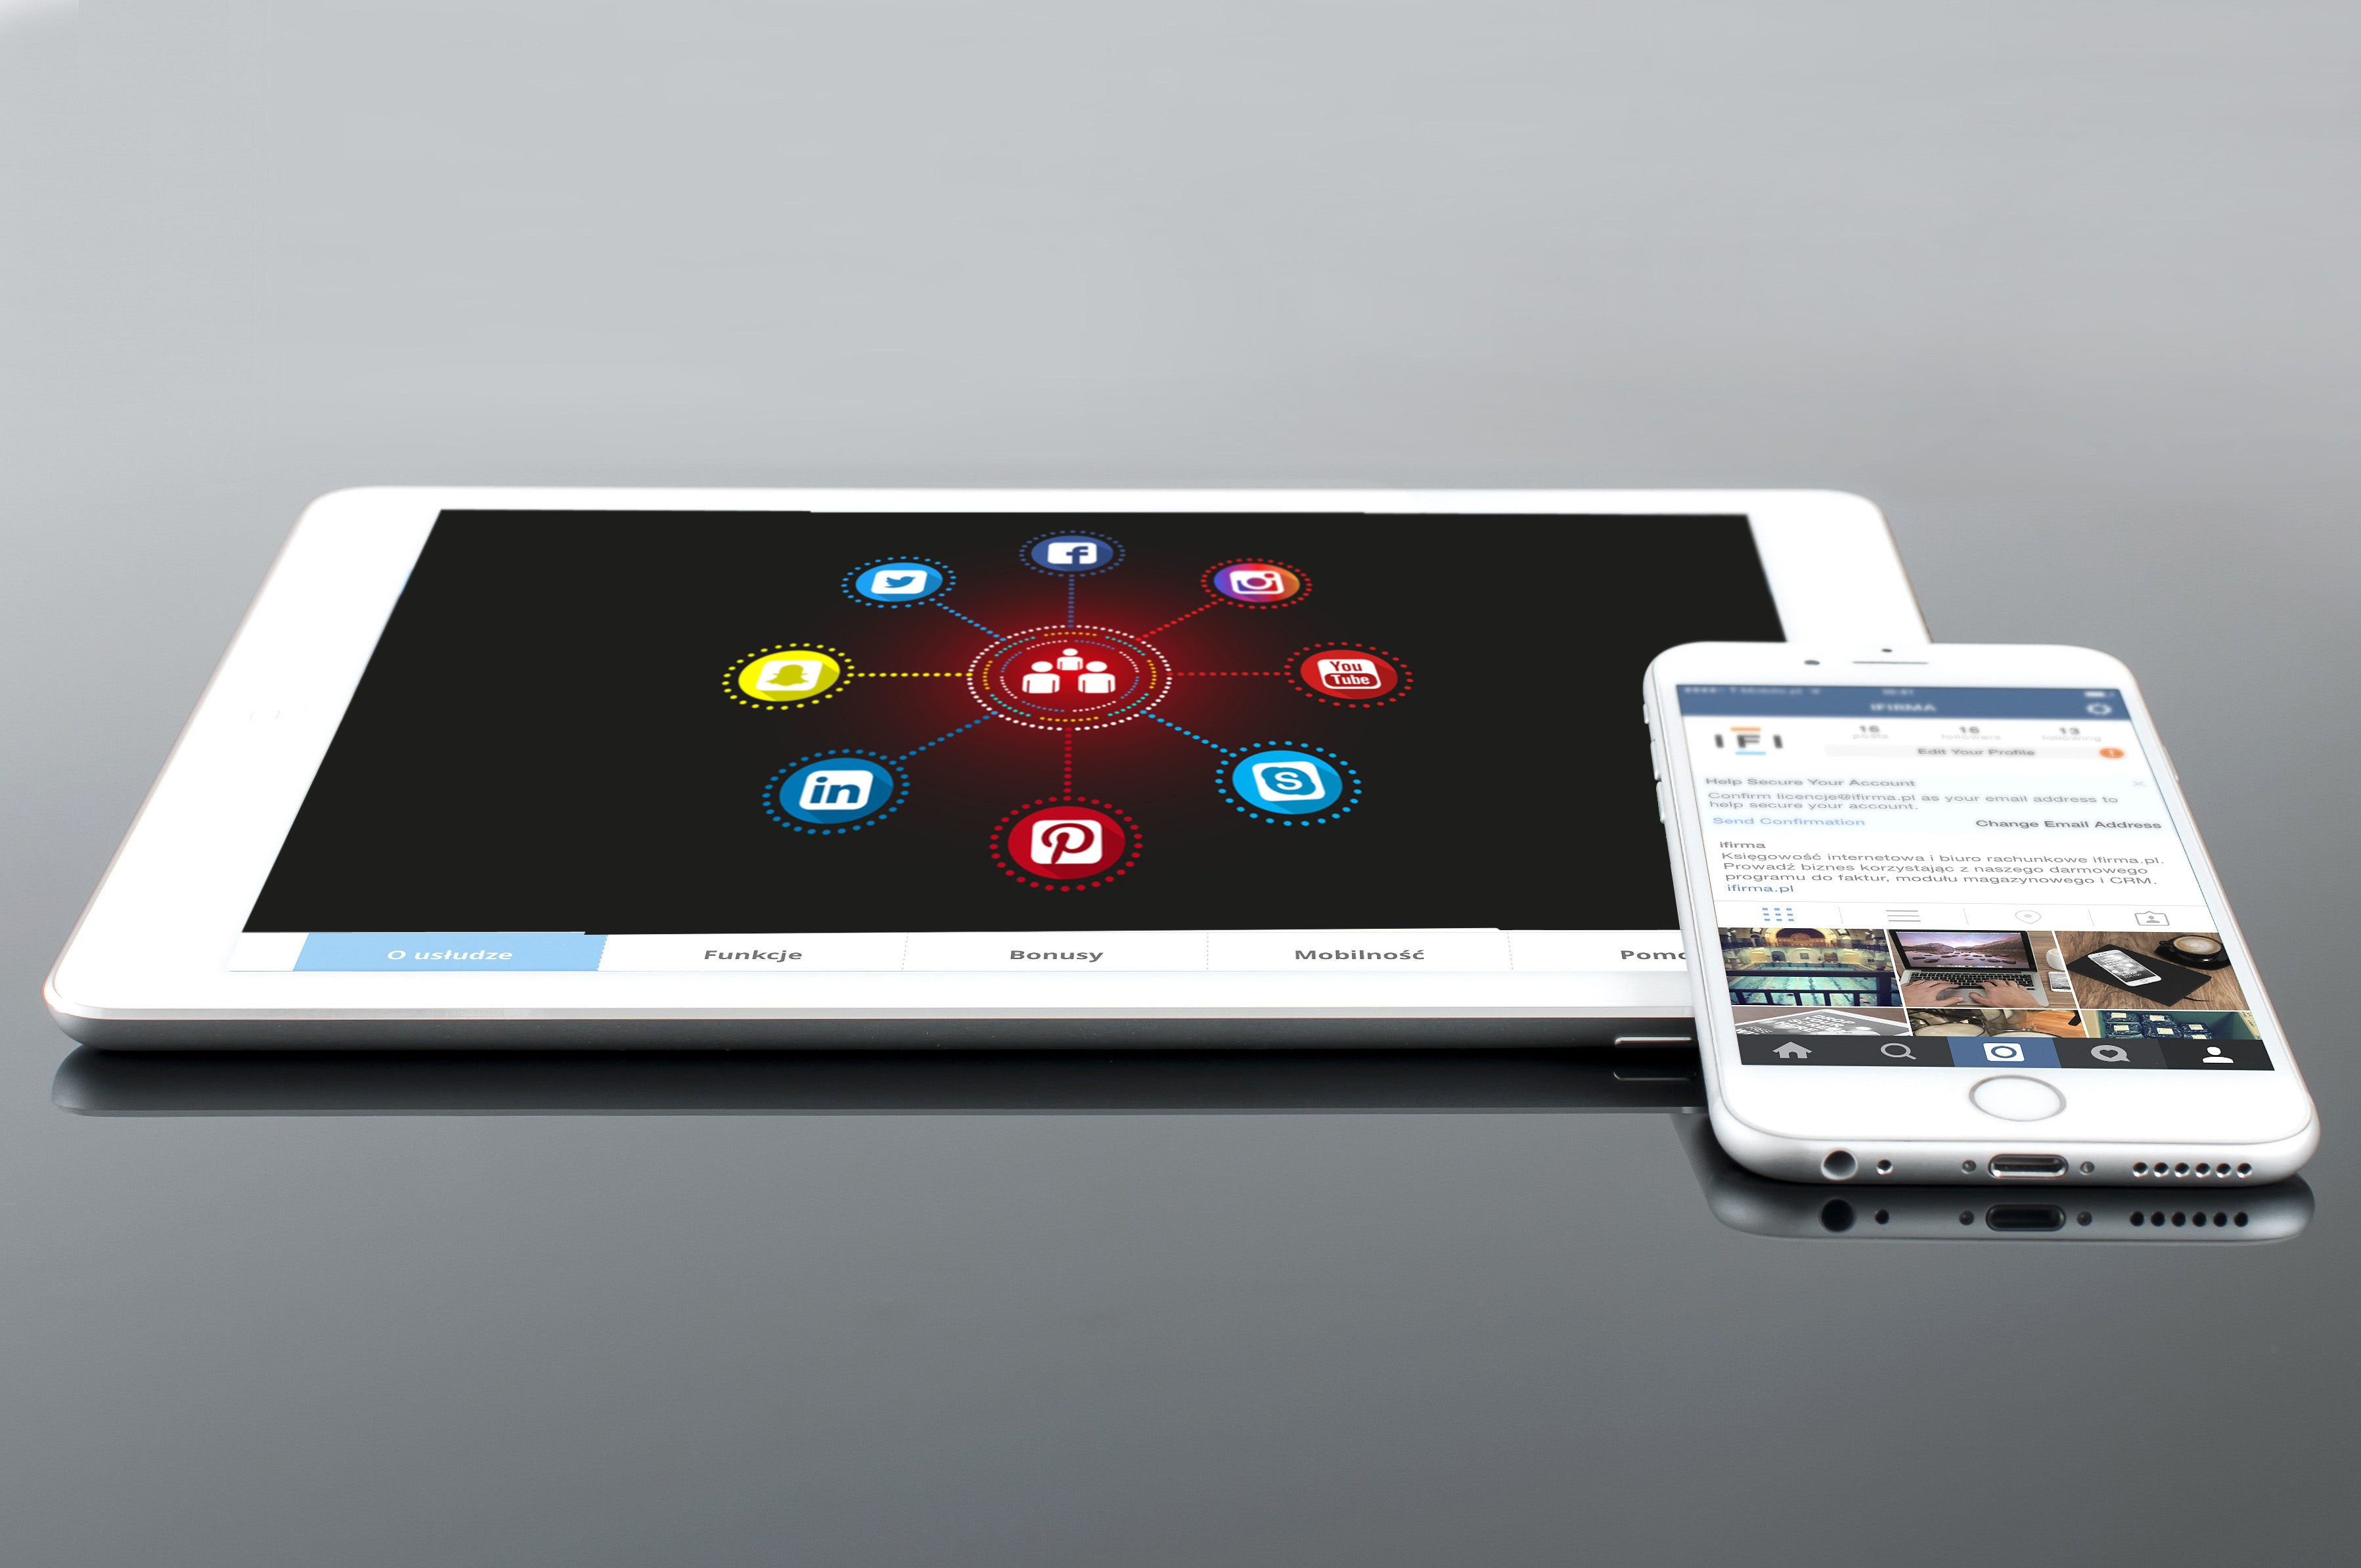 You
Tube
in
S
O usłudze
Funkcje
Bonusy
Mobilność
IFIRMA
IFI
16
16
13
posts
followers
following
Edit Your Profile
Help Secure Your Account
Confirm licencje@ifirma.pl as your email address to
help secure your account.
Send Confirmation
Change Email Address
ifirma
Księgowość internetowa i biuro rachunkowe ifirma.pl.
Prowadź biznes korzystając z naszego darmowego
programu do faktur, modułu magazynowego i CRM.
ifirma.pl